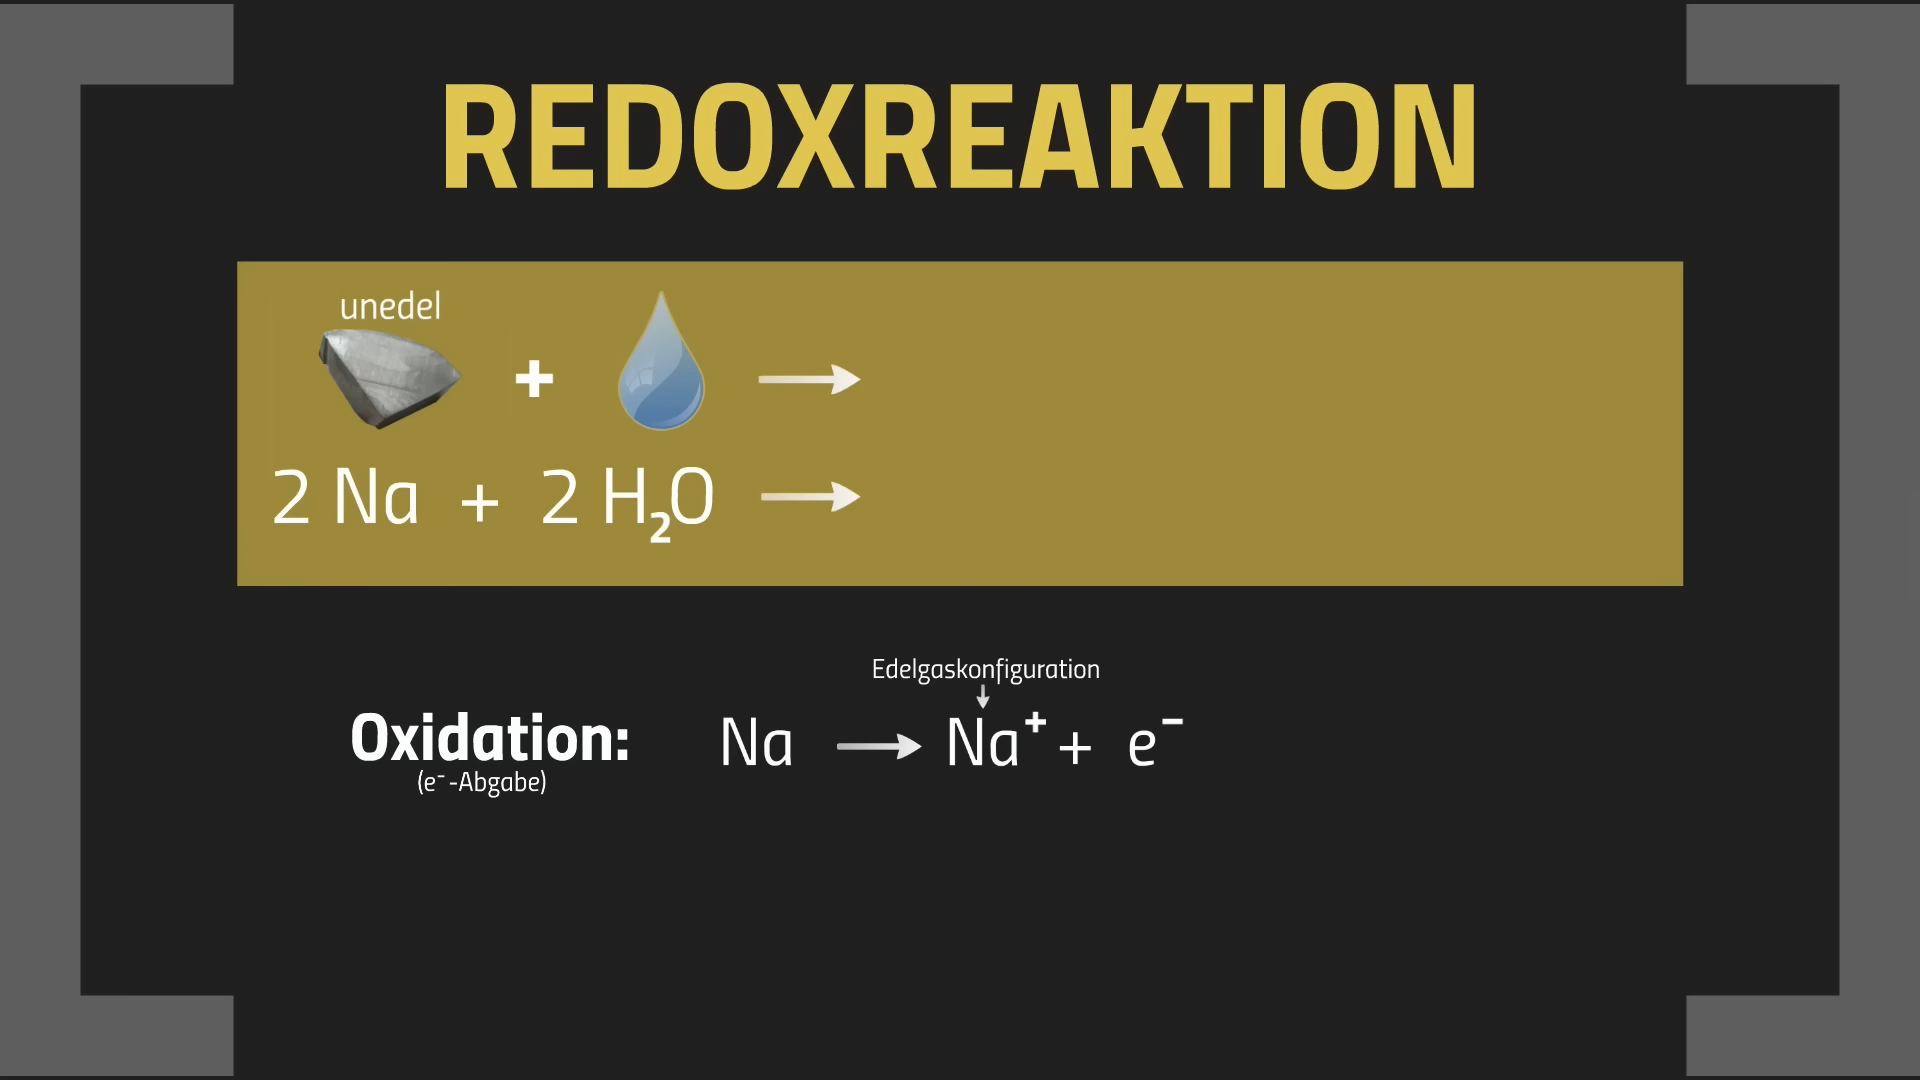 REDOXREAKTION
unedel
+ →
2 Na + 2 H₂O →
Edelgaskonfiguration
↓
Oxidation: Na → Na⁺ + e⁻
(e⁻-Abgabe)